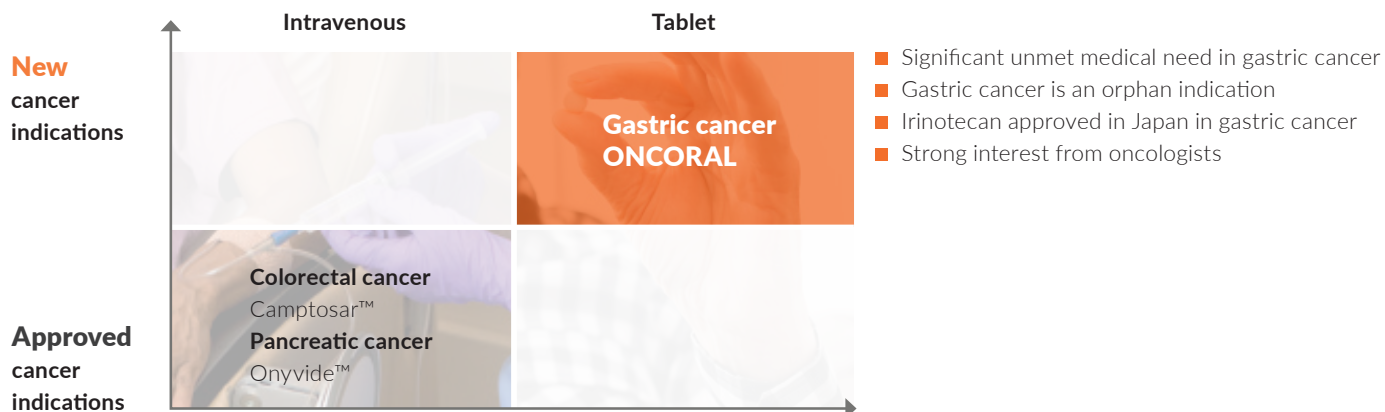 Intravenous
Tablet
New
cancer
indications
Gastric cancer
ONCORAL
Significant unmet medical need in gastric cancer
Gastric cancer is an orphan indication
Irinotecan approved in Japan in gastric cancer
Strong interest from oncologists
Approved
cancer
indications
Colorectal cancer
Camptosar™
Pancreatic cancer
Onyvide™